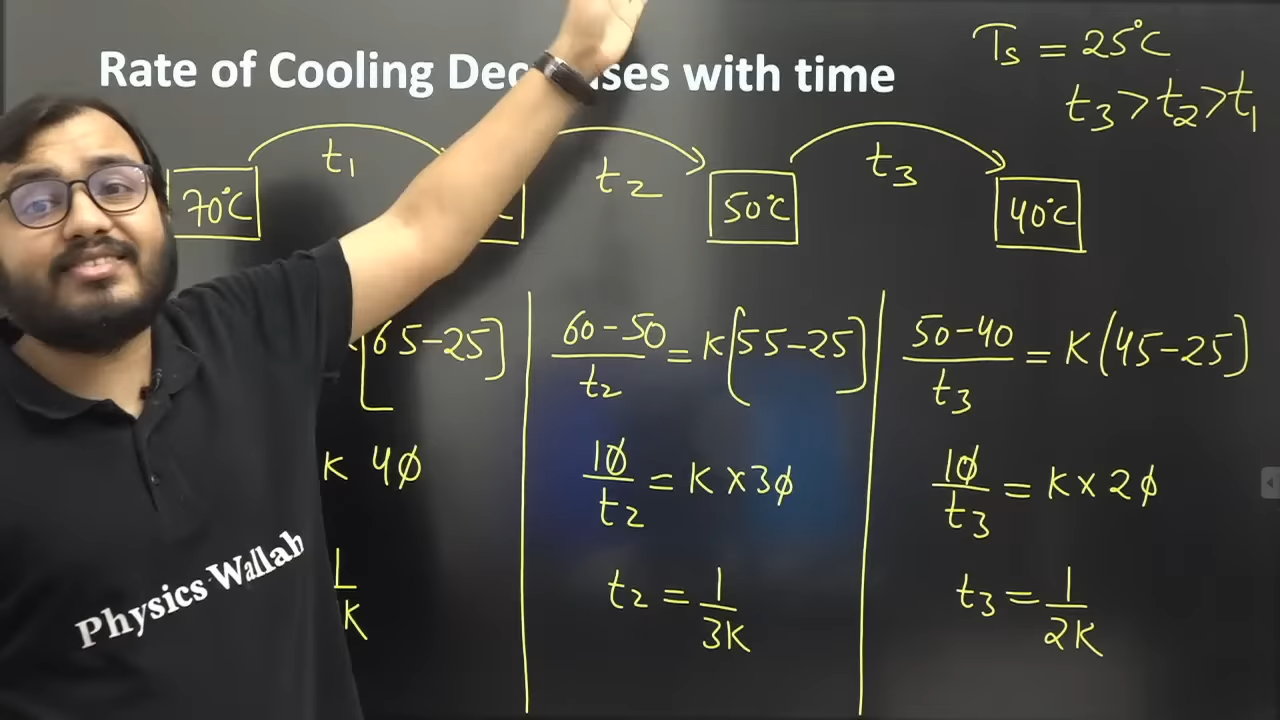 Rate of Cooling Dec ses with time
Ts = 25°C
t3 > t2 > t1
t1
t2
t3
70°C
C
50°C
40°C
[65-25]
60-50/t2 = K[55-25]
50-40/t3 = K(45-25)
K 40
10/t2 = K×30
10/t3 = K×20
1/K
t2 = 1/3K
t3 = 1/2K
Physics Wallah